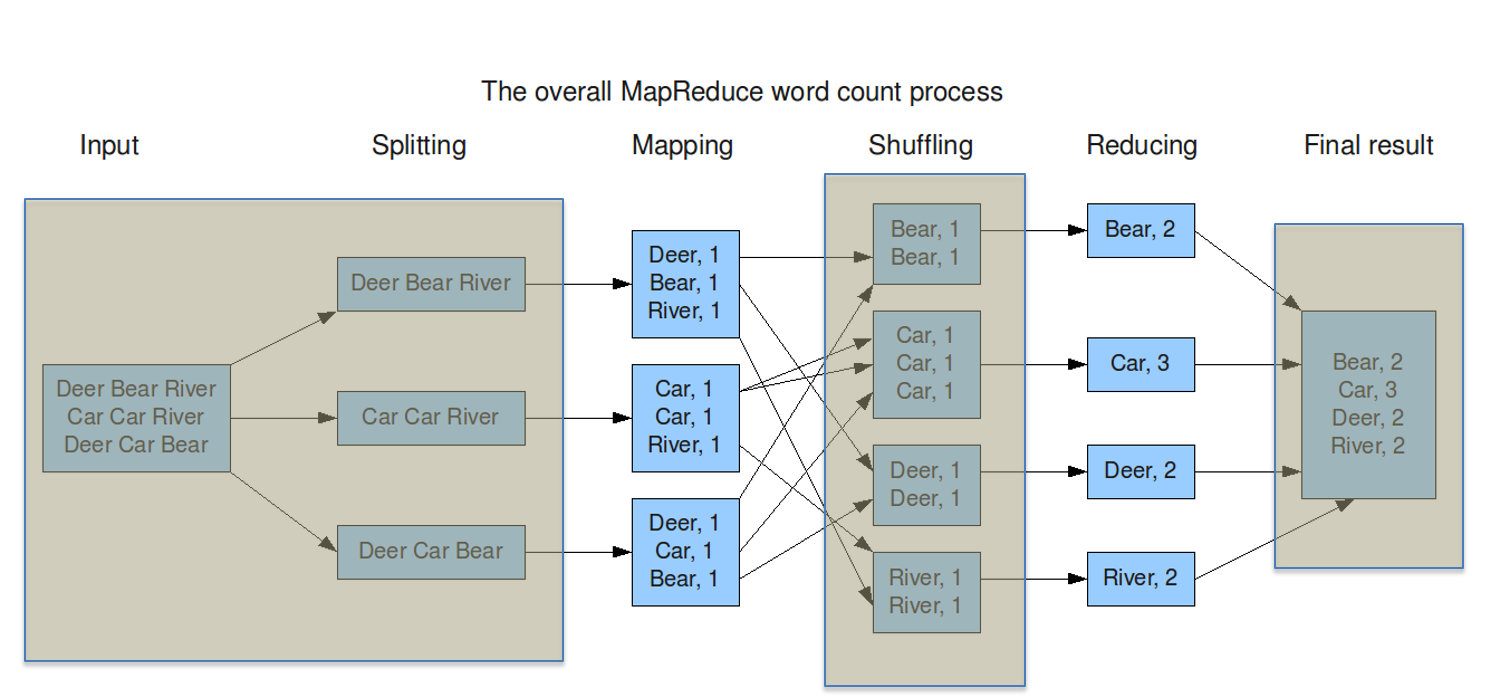 The overall MapReduce word count process
Input
Splitting
Mapping
Shuffling
Reducing
Final result
Deer Bear River
Car Car River
Deer Car Bear
Deer Bear River
Car Car River
Deer Car Bear
Deer, 1
Bear, 1
River, 1
Car, 1
Car, 1
River, 1
Deer, 1
Car, 1
Bear, 1
Bear, 1
Bear, 1
Car, 1
Car, 1
Car, 1
Deer, 1
Deer, 1
River, 1
River, 1
Bear, 2
Car, 3
Deer, 2
River, 2
Bear, 2
Car, 3
Deer, 2
River, 2